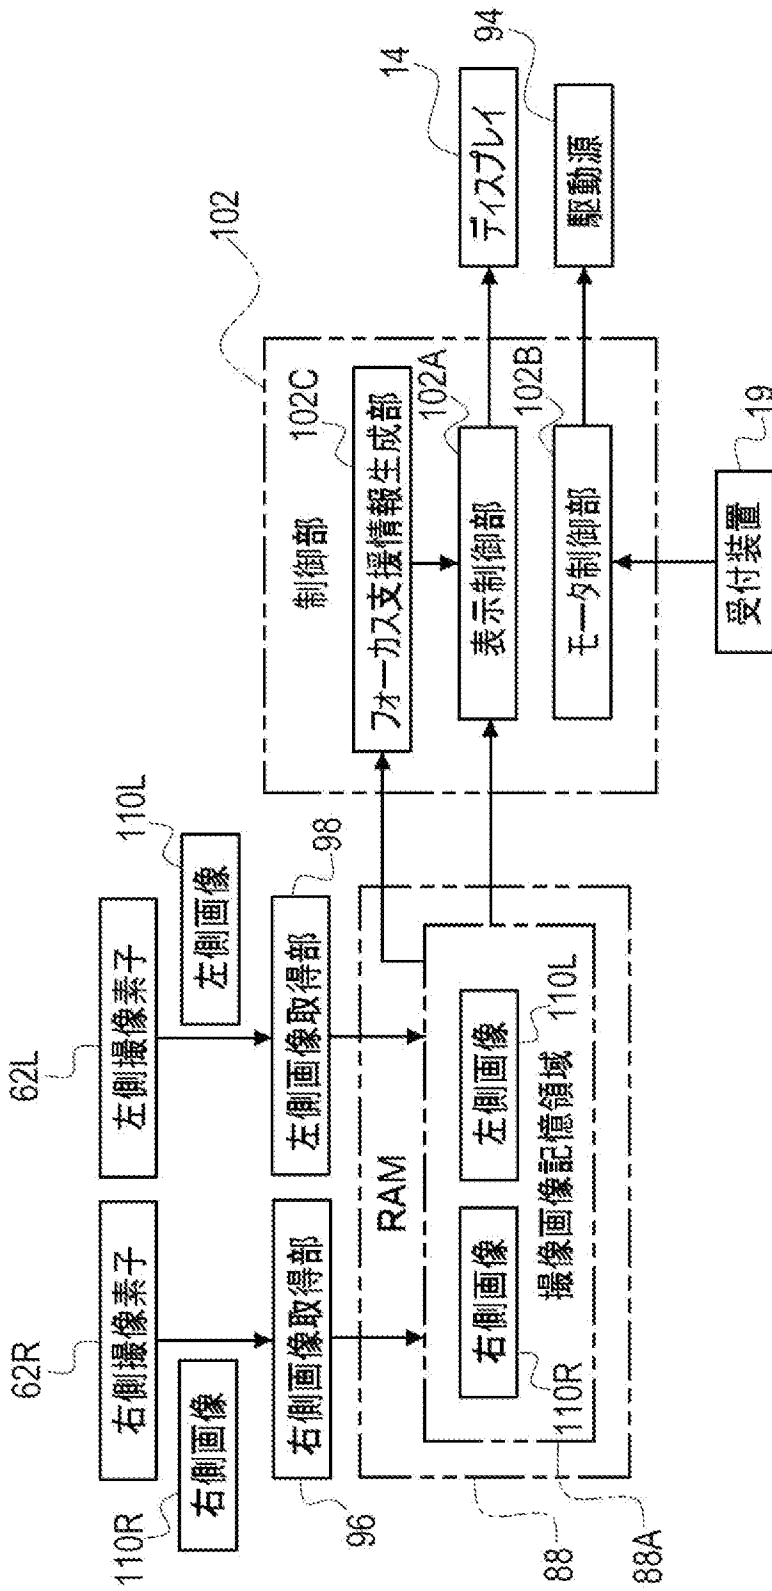 62R
右側撮像素子
110R
右側画像
右側画像取得部
96
62L
左側撮像素子
110L
左側画像
左側画像取得部
98
88
RAM
右側画像
110R
左側画像
110L
撮像画像記憶領域
88A
102
制御部
102C
フォーカス支援情報生成部
102A
表示制御部
102B
モータ制御部
14
ディスプレイ
94
駆動源
19
受付装置